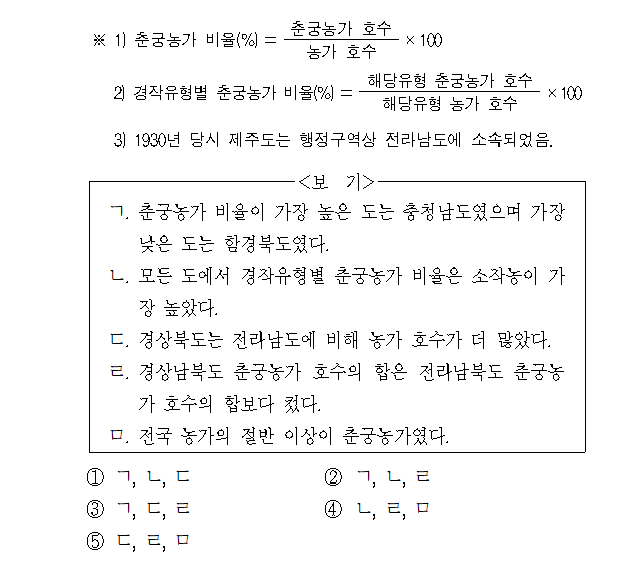 ※ 1) 춘궁농가 비율(%) = 춘궁농가 호수 / 농가 호수 × 100
2) 경작유형별 춘궁농가 비율(%) = 해당유형 춘궁농가 호수 / 해당유형 농가 호수 × 100
3) 1930년 당시 제주도는 행정구역상 전라남도에 소속되었음.
<보 기>
ㄱ. 춘궁농가 비율이 가장 높은 도는 충청남도였으며 가장
낮은 도는 함경북도였다.
ㄴ. 모든 도에서 경작유형별 춘궁농가 비율은 소작농이 가
장 높았다.
ㄷ. 경상북도는 전라남도에 비해 농가 호수가 더 많았다.
ㄹ. 경상남북도 춘궁농가 호수의 합은 전라남북도 춘궁농
가 호수의 합보다 컸다.
ㅁ. 전국 농가의 절반 이상이 춘궁농가였다.
① ㄱ, ㄴ, ㄷ ② ㄱ, ㄴ, ㄹ
③ ㄱ, ㄷ, ㄹ ④ ㄴ, ㄹ, ㅁ
⑤ ㄷ, ㄹ, ㅁ